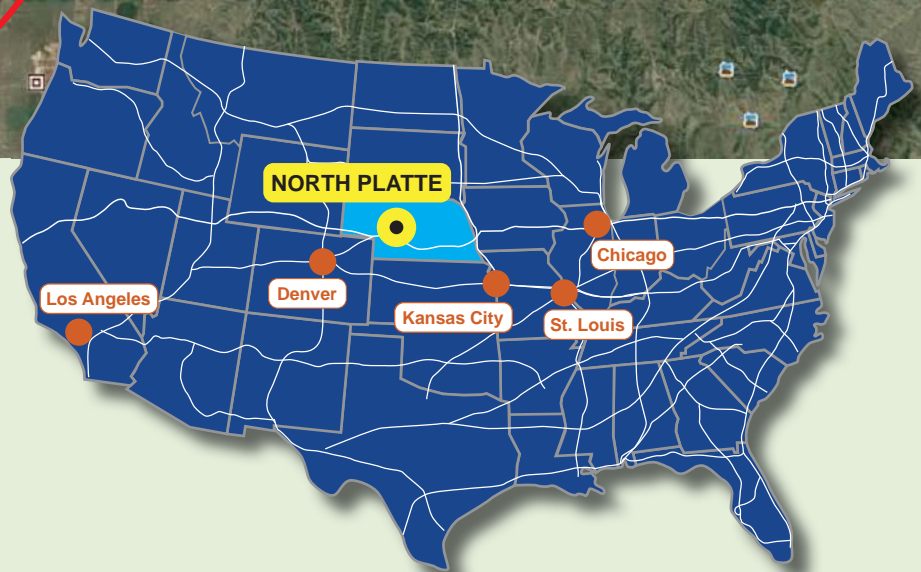 NORTH PLATTE
Chicago
Denver
Los Angeles
Kansas City
St. Louis